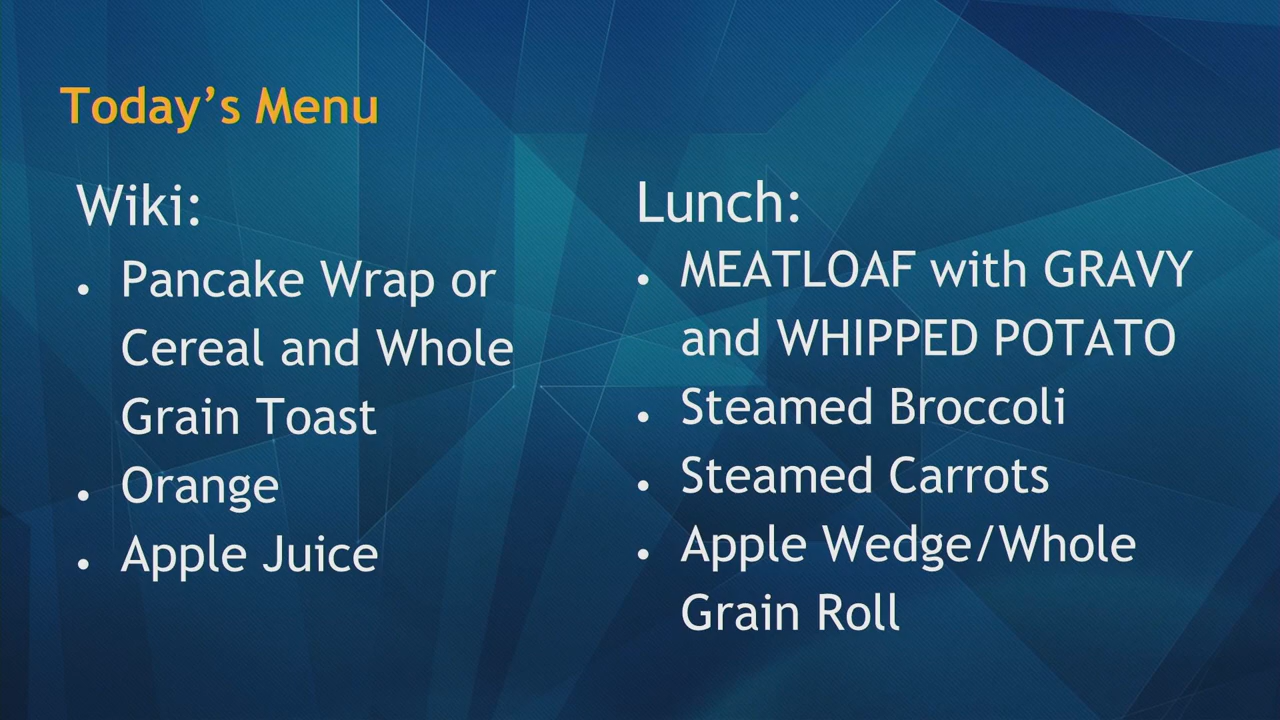 Today’s Menu
Wiki:
• Pancake Wrap or
Cereal and Whole
Grain Toast
• Orange
• Apple Juice
Lunch:
• MEATLOAF with GRAVY
and WHIPPED POTATO
• Steamed Broccoli
• Steamed Carrots
• Apple Wedge/Whole
Grain Roll